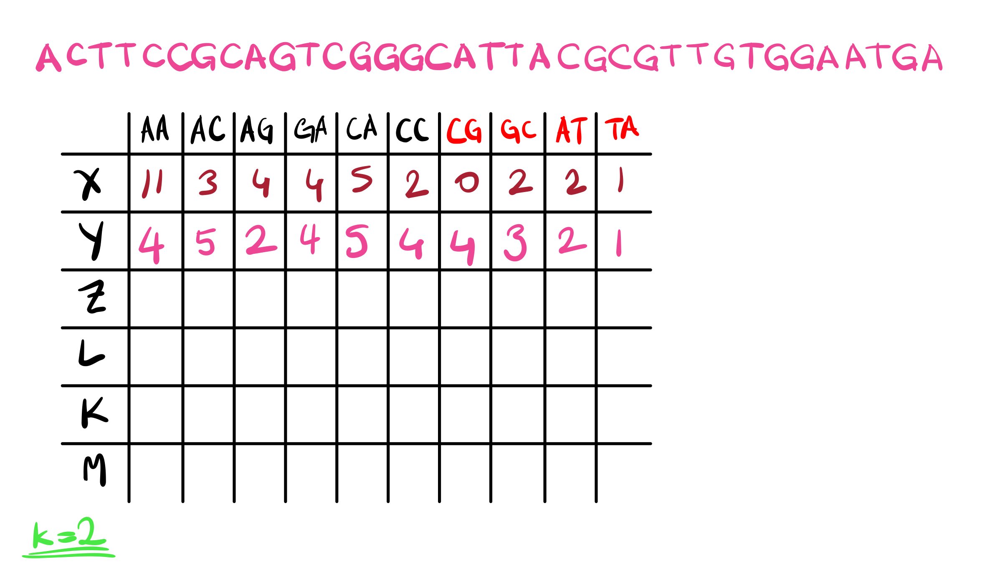 ACTTCCGCAGTCGGGCATTACGCGTTGTGGAATGA
AA AC AG GA CA CC CG GC AT TA
X 11 3 4 4 5 2 0 2 2 1
Y 4 5 2 4 5 4 4 3 2 1
Z
L
K
M
k=2